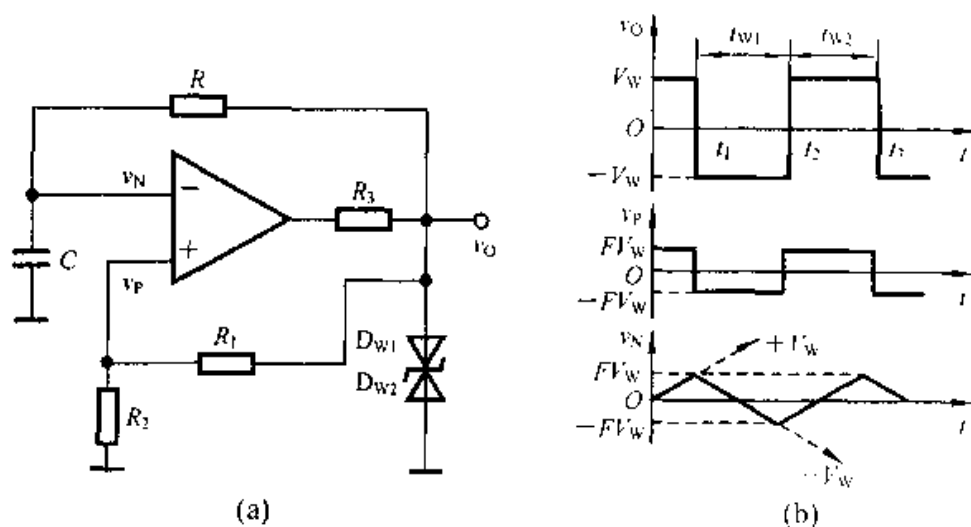 R
v_N
−
R_3
v_O
C
+
v_P
R_1
D_W1
D_W2
R_2
(a)
v_O
t_W1
t_W2
V_W
O
t_1
t_2
t
−V_W
v_P
FV_W
O
−FV_W
t
v_N
+V_W
FV_W
O
−FV_W
t
−V_W
(b)